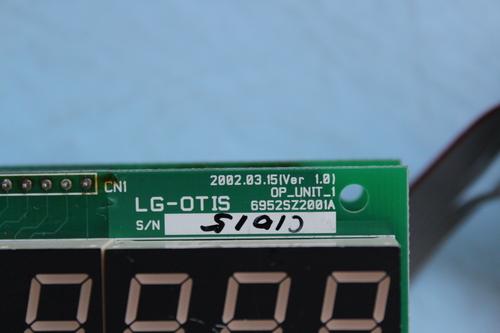 2002.03.15(Ver 1.0)
CN1
OP_UNIT_1
LG-OTIS 6952SZ2001A
S/N